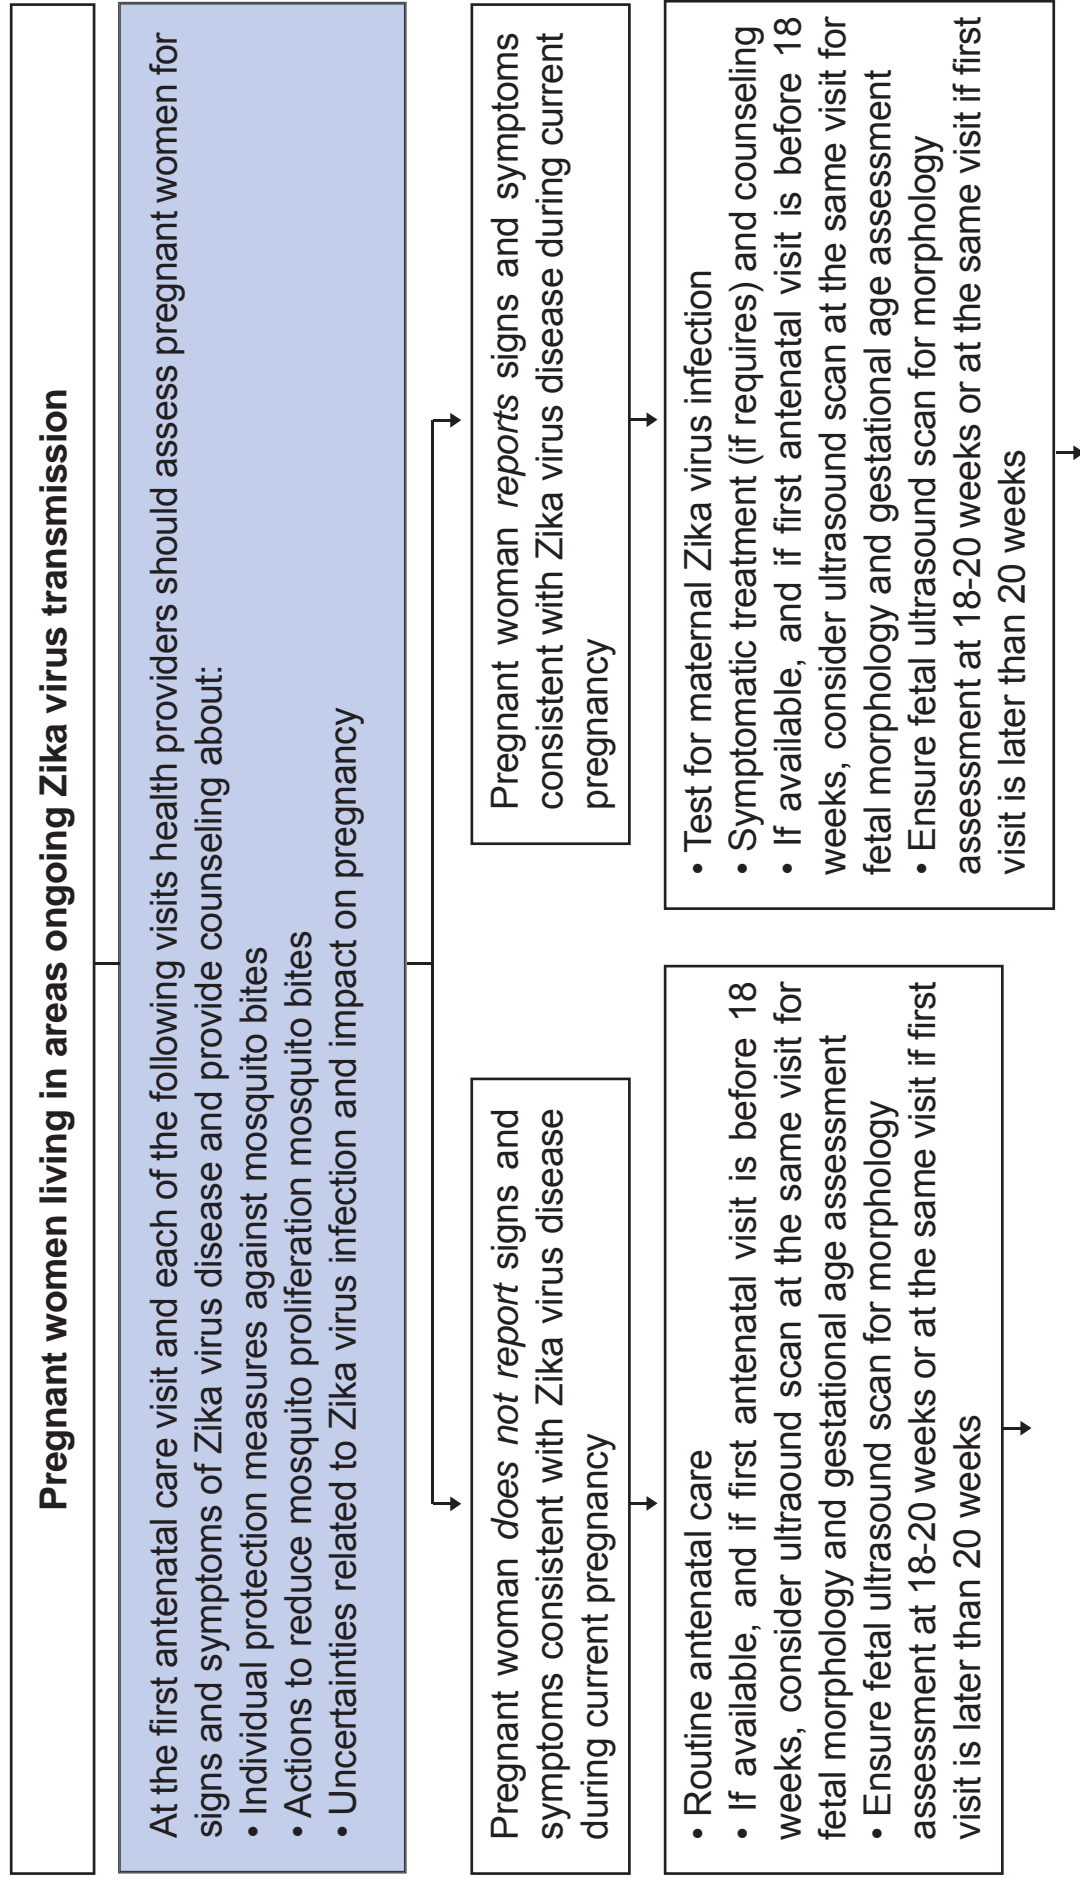 Pregnant women living in areas ongoing Zika virus transmission
At the first antenatal care visit and each of the following visits health providers should assess pregnant women for
signs and symptoms of Zika virus disease and provide counseling about:
• Individual protection measures against mosquito bites
• Actions to reduce mosquito proliferation mosquito bites
• Uncertainties related to Zika virus infection and impact on pregnancy
Pregnant woman does not report signs and
symptoms consistent with Zika virus disease
during current pregnancy
Pregnant woman reports signs and symptoms
consistent with Zika virus disease during current
pregnancy
• Routine antenatal care
• If available, and if first antenatal visit is before 18
weeks, consider ultraound scan at the same visit for
fetal morphology and gestational age assessment
• Ensure fetal ultrasound scan for morphology
assessment at 18-20 weeks or at the same visit if first
visit is later than 20 weeks
• Test for maternal Zika virus infection
• Symptomatic treatment (if requires) and counseling
• If available, and if first antenatal visit is before 18
weeks, consider ultrasound scan at the same visit for
fetal morphology and gestational age assessment
• Ensure fetal ultrasound scan for morphology
assessment at 18-20 weeks or at the same visit if first
visit is later than 20 weeks